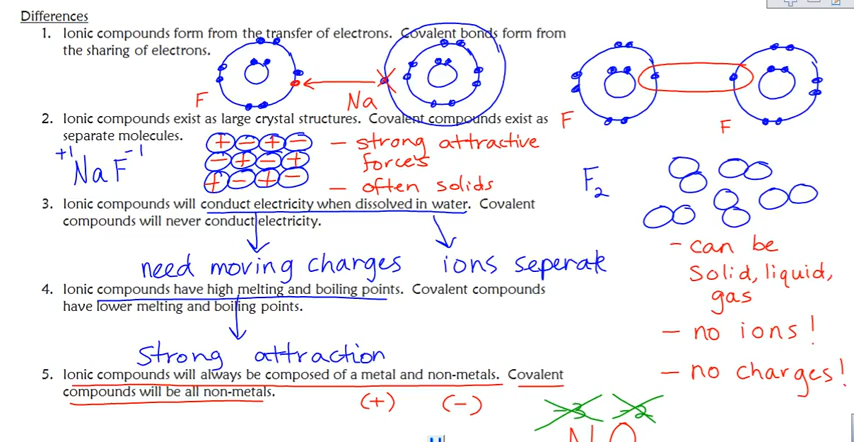 Differences
1. Ionic compounds form from the transfer of electrons. Covalent bonds form from
the sharing of electrons.
F
Na
F
F
2. Ionic compounds exist as large crystal structures. Covalent compounds exist as
separate molecules.
+1 -1
NaF
+ - + -
- + - +
+ - + -
- strong attractive
forces
- often solids
F2
3. Ionic compounds will conduct electricity when dissolved in water. Covalent
compounds will never conduct electricity.
need moving charges
ions seperate
- can be
solid, liquid,
gas
- no ions!
- no charges!
4. Ionic compounds have high melting and boiling points. Covalent compounds
have lower melting and boiling points.
Strong attraction
5. Ionic compounds will always be composed of a metal and non-metals. Covalent
compounds will be all non-metals.
(+) (-)
-3 -2
N O